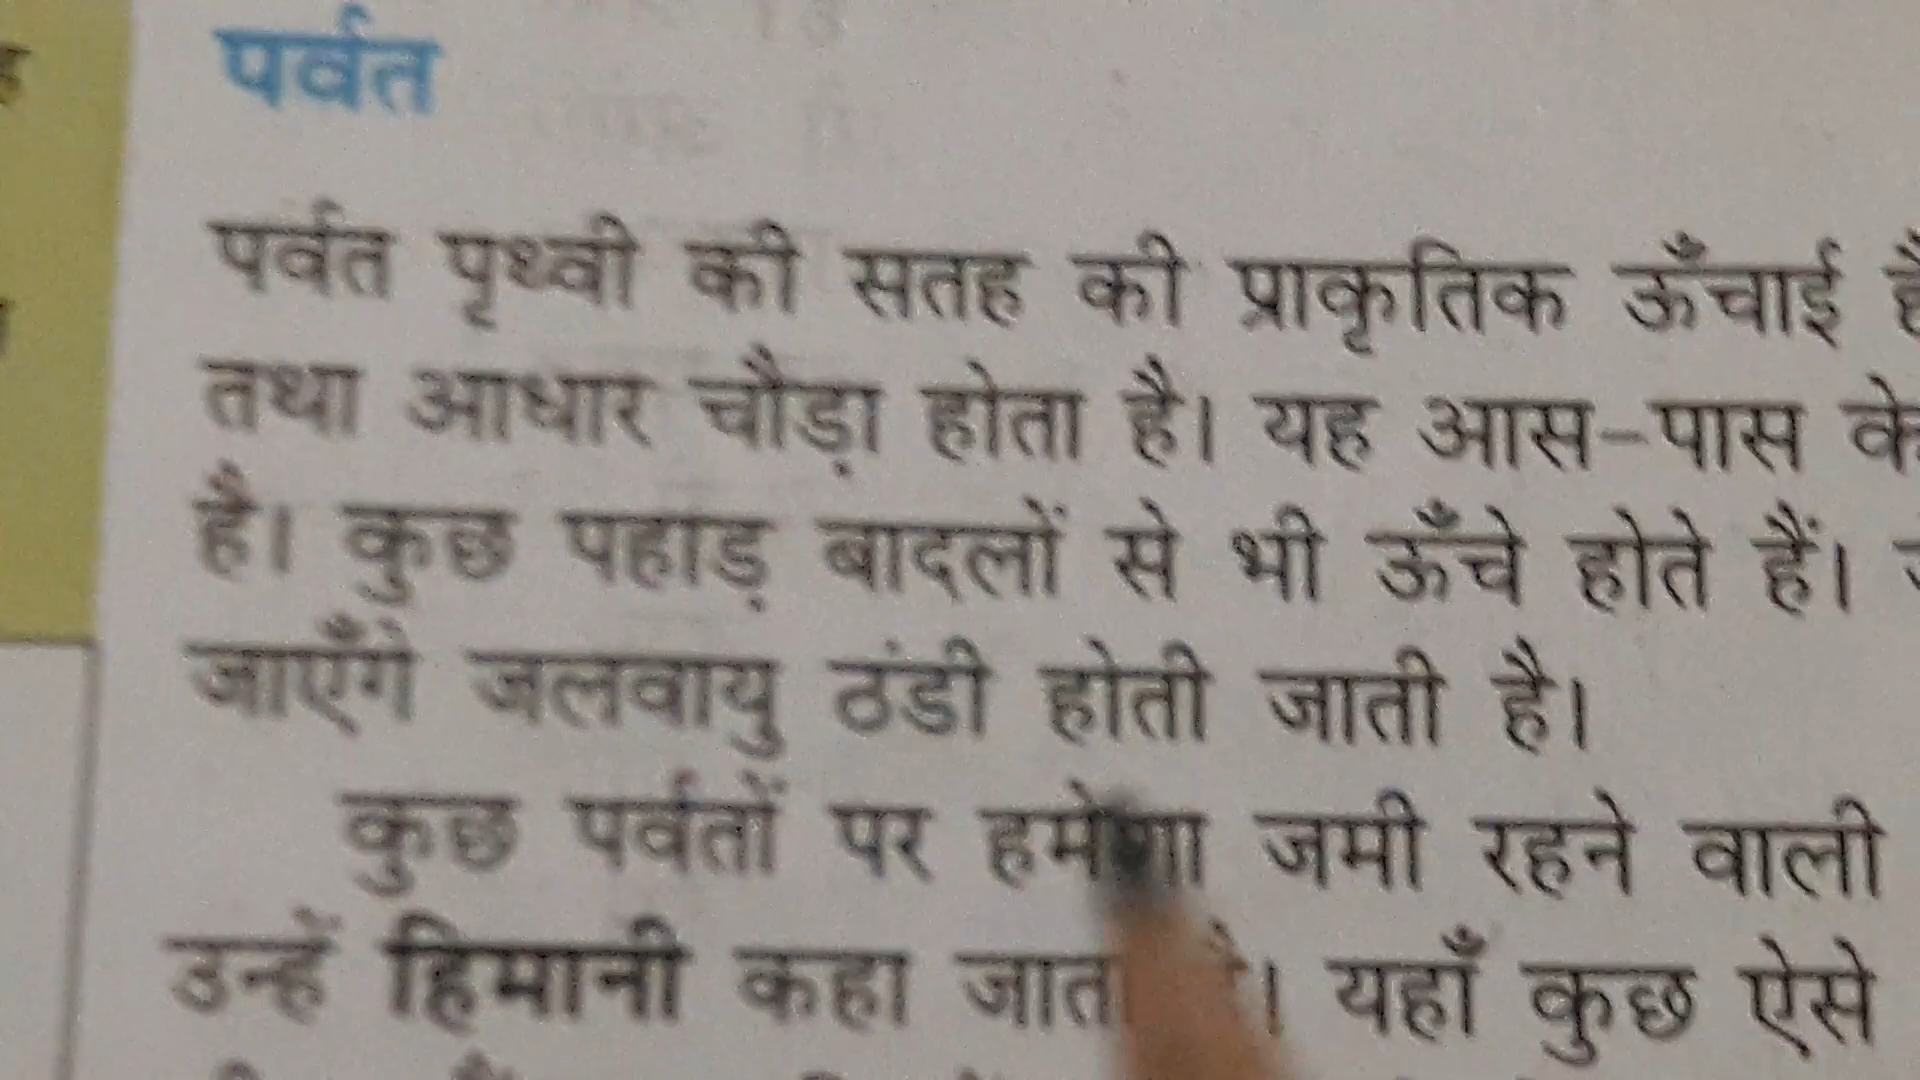 पर्वत
पर्वत पृथ्वी की सतह की प्राकृतिक ऊँचाई
तथा आधार चौड़ा होता है। यह आस-पास के
है। कुछ पहाड़ बादलों से भी ऊँचे होते हैं।
जाएँगे जलवायु ठंडी होती जाती है।
कुछ पर्वतों पर हमेशा जमी रहने वाली
उन्हें हिमानी कहा जाता । यहाँ कुछ ऐसे